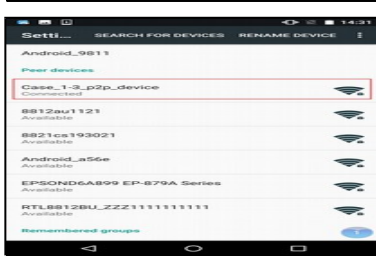 14:31
Setti... SEARCH FOR DEVICES RENAME DEVICE
Android_9811
Peer devices
Case_1-3_p2p_device
Connected
8812au1121
Available
8821cs193021
Available
Android_a56e
Available
EPSOND6A899 EP-879A Series
Available
RTL8812BU_ZZZ1111111111
Available
Remembered groups
1